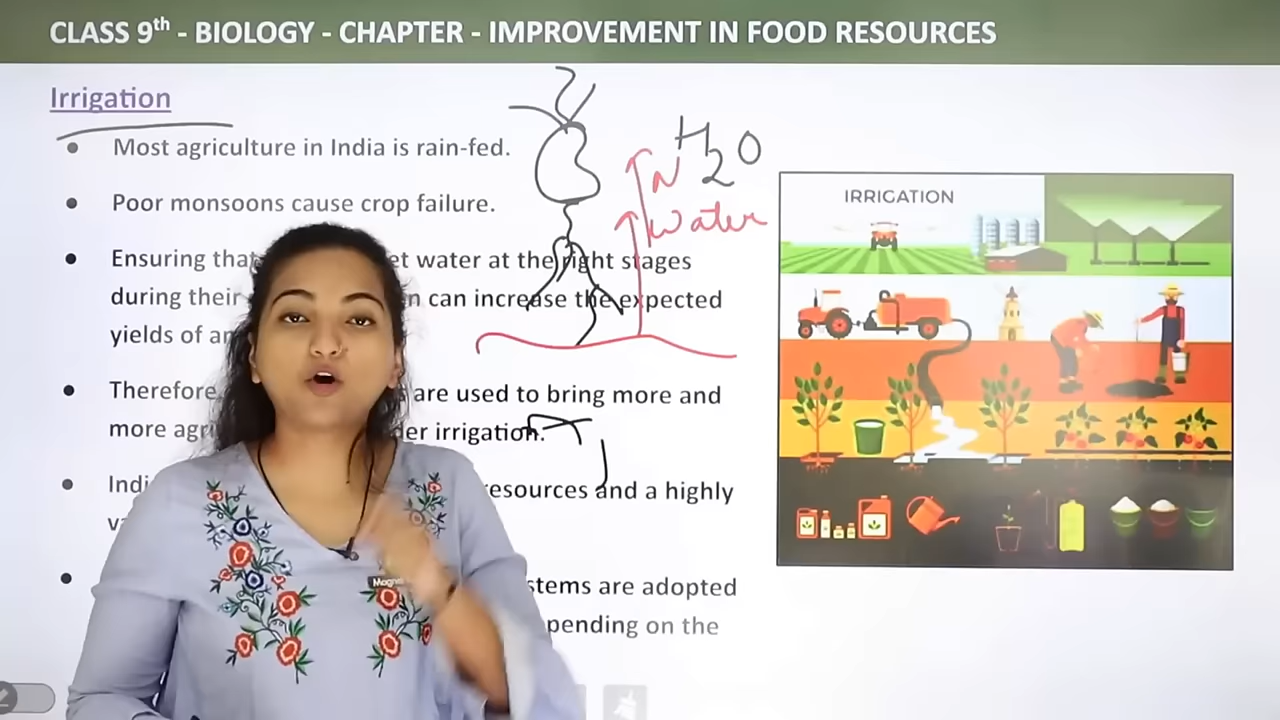 CLASS 9th - BIOLOGY - CHAPTER - IMPROVEMENT IN FOOD RESOURCES
Irrigation
Most agriculture in India is rain-fed.
Poor monsoons cause crop failure.
Ensuring that et water at the right stages
during their n can increase the expected
yields of
Therefore are used to bring more and
more der irrigation.
resources and a highly
stems are adopted
pending on the
H2O
N
water
IRRIGATION